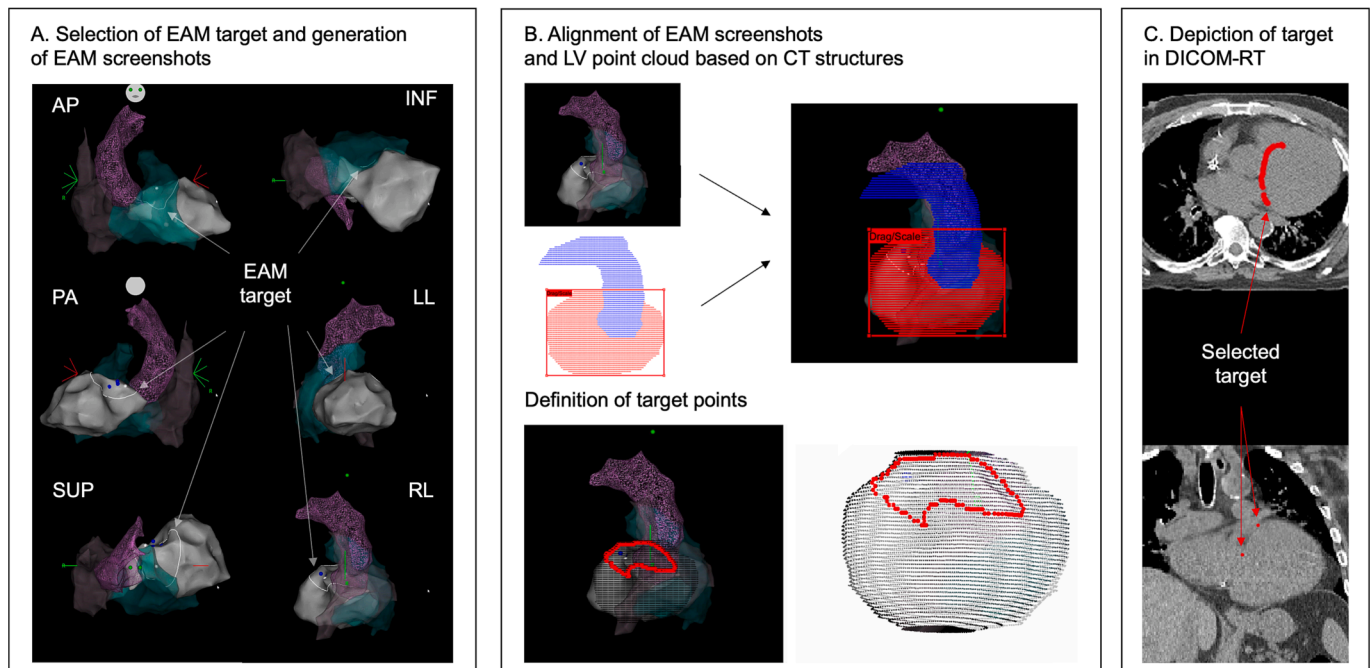 A. Selection of EAM target and generation
of EAM screenshots
AP
INF
EAM
target
PA
LL
SUP
RL
B. Alignment of EAM screenshots
and LV point cloud based on CT structures
Drag/Scale
Drag/Scale
Definition of target points
C. Depiction of target
in DICOM-RT
Selected
target